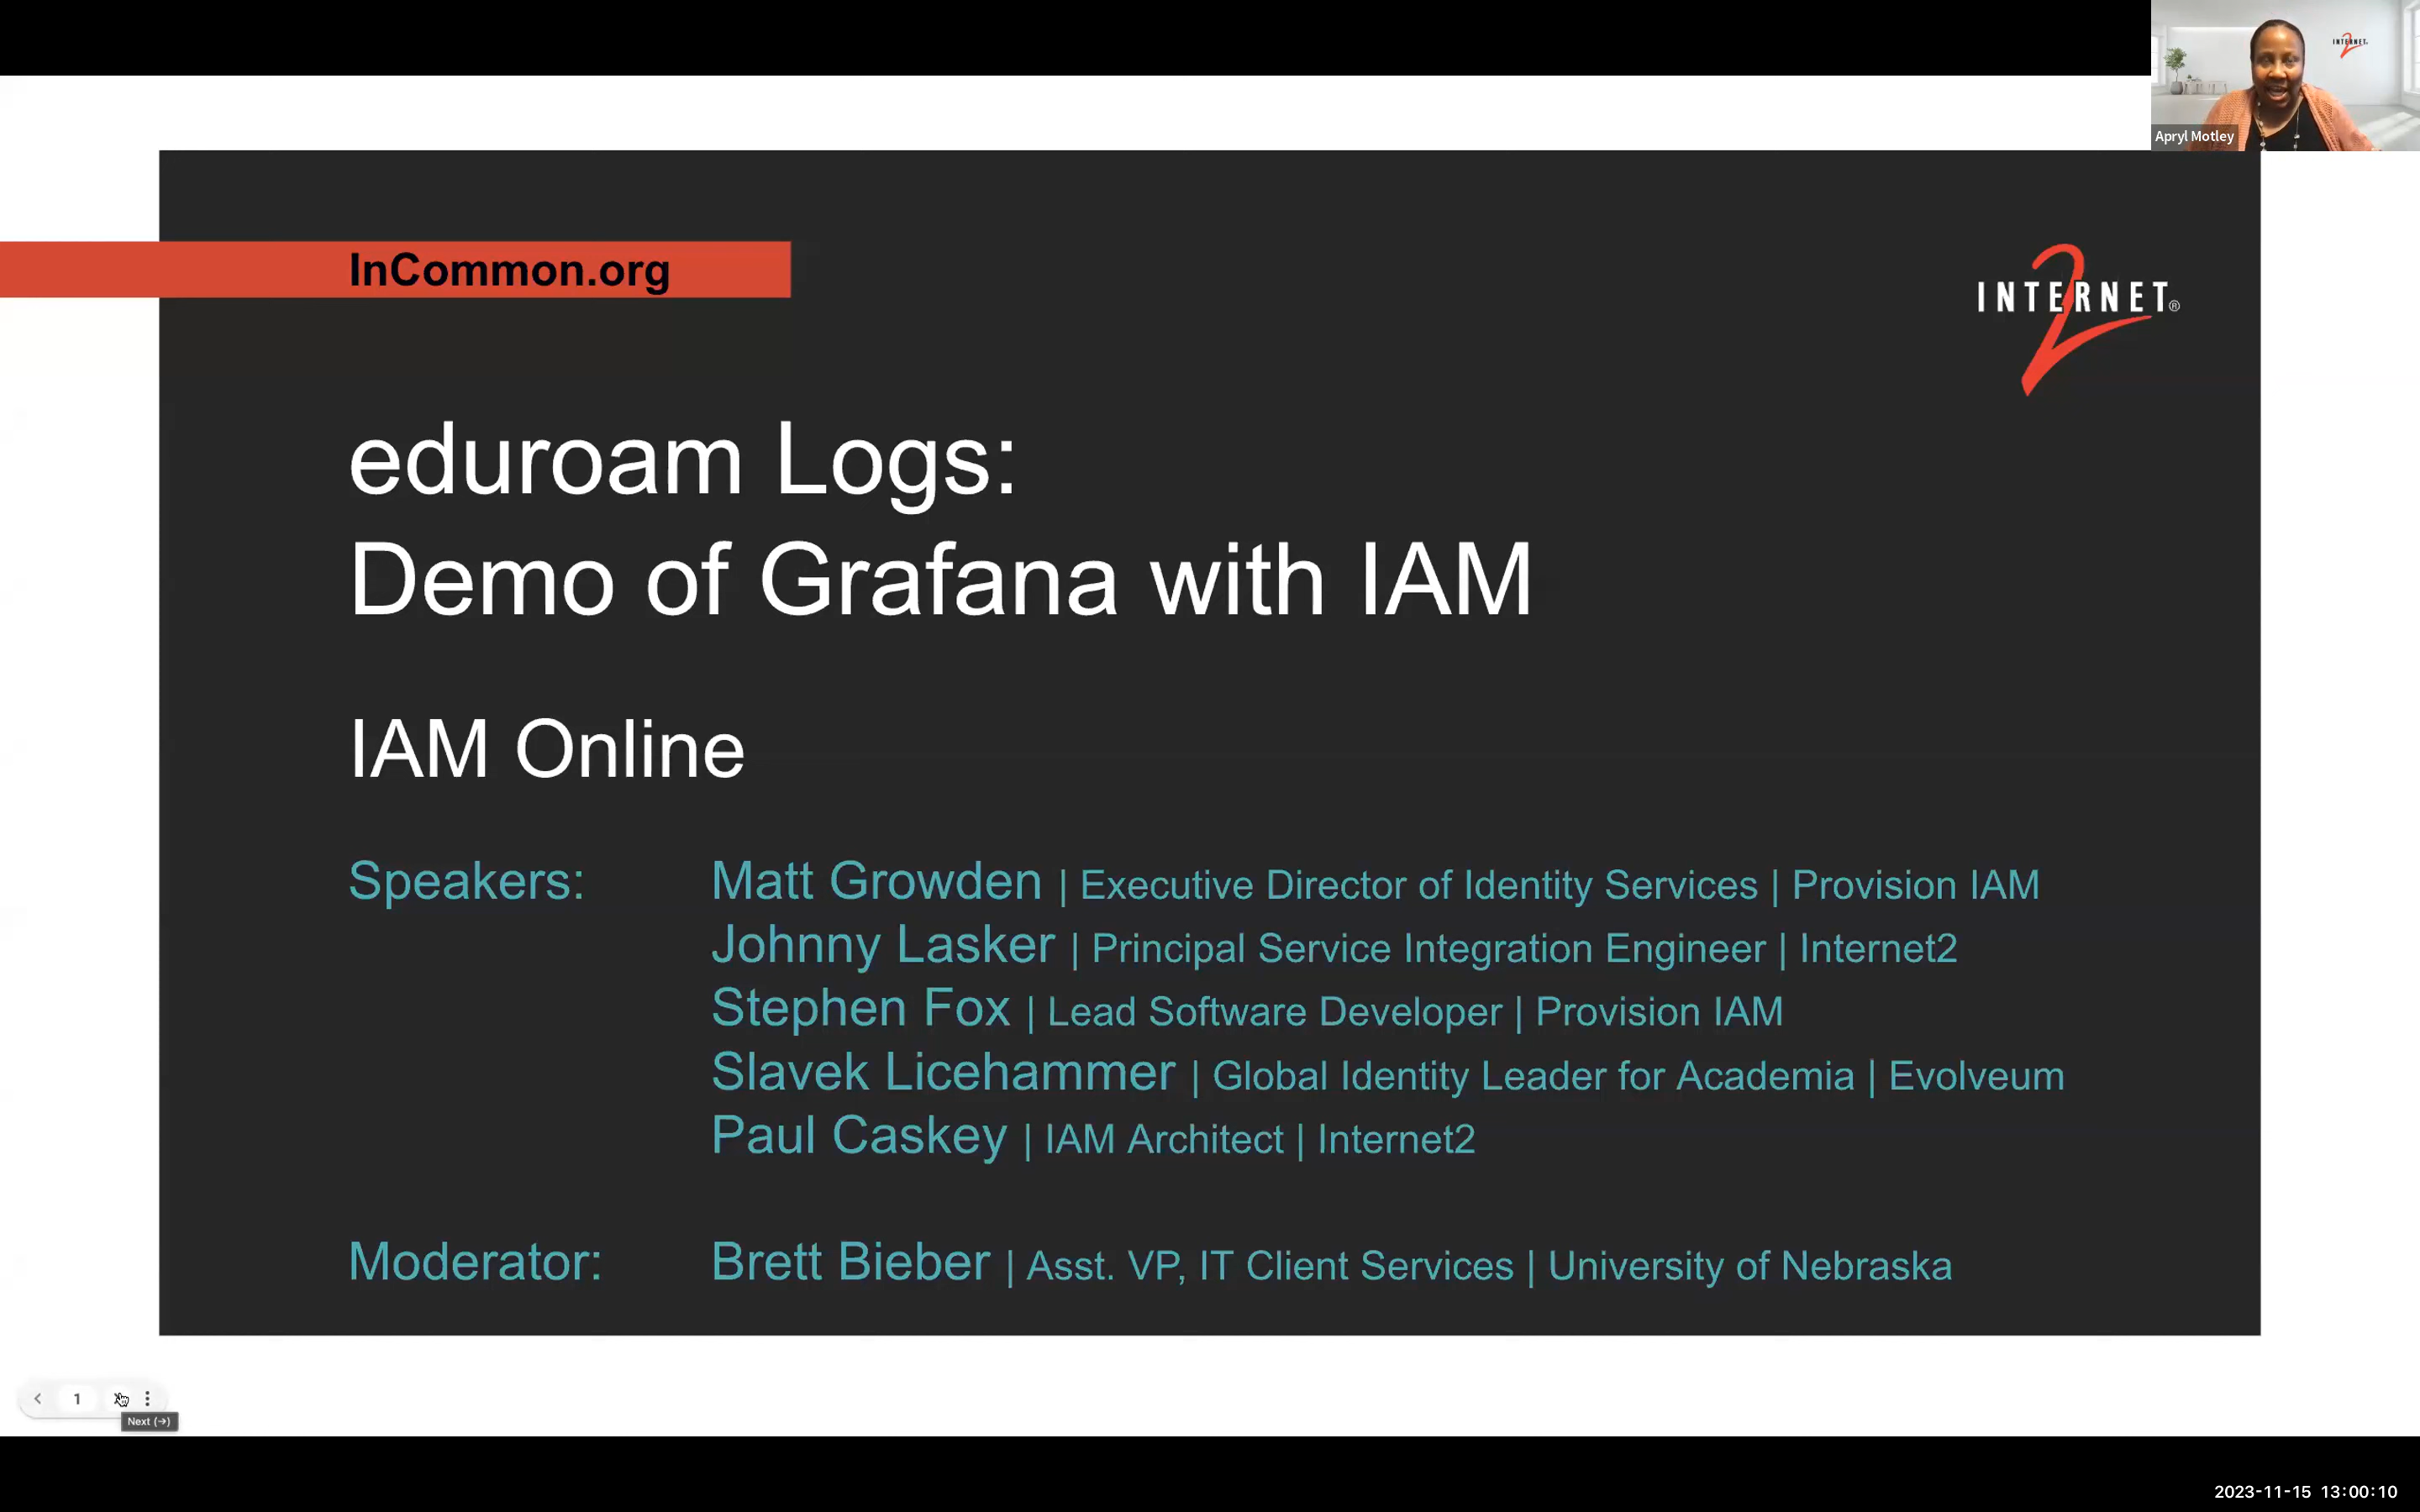 INTERNET
2
Apryl Motley
InCommon.org
INTERNET®
2
eduroam Logs:
Demo of Grafana with IAM
IAM Online
Speakers:
Matt Growden | Executive Director of Identity Services | Provision IAM
Johnny Lasker | Principal Service Integration Engineer | Internet2
Stephen Fox | Lead Software Developer | Provision IAM
Slavek Licehammer | Global Identity Leader for Academia | Evolveum
Paul Caskey | IAM Architect | Internet2
Moderator:
Brett Bieber | Asst. VP, IT Client Services | University of Nebraska
1
Next (→)
2023-11-15 13:00:10